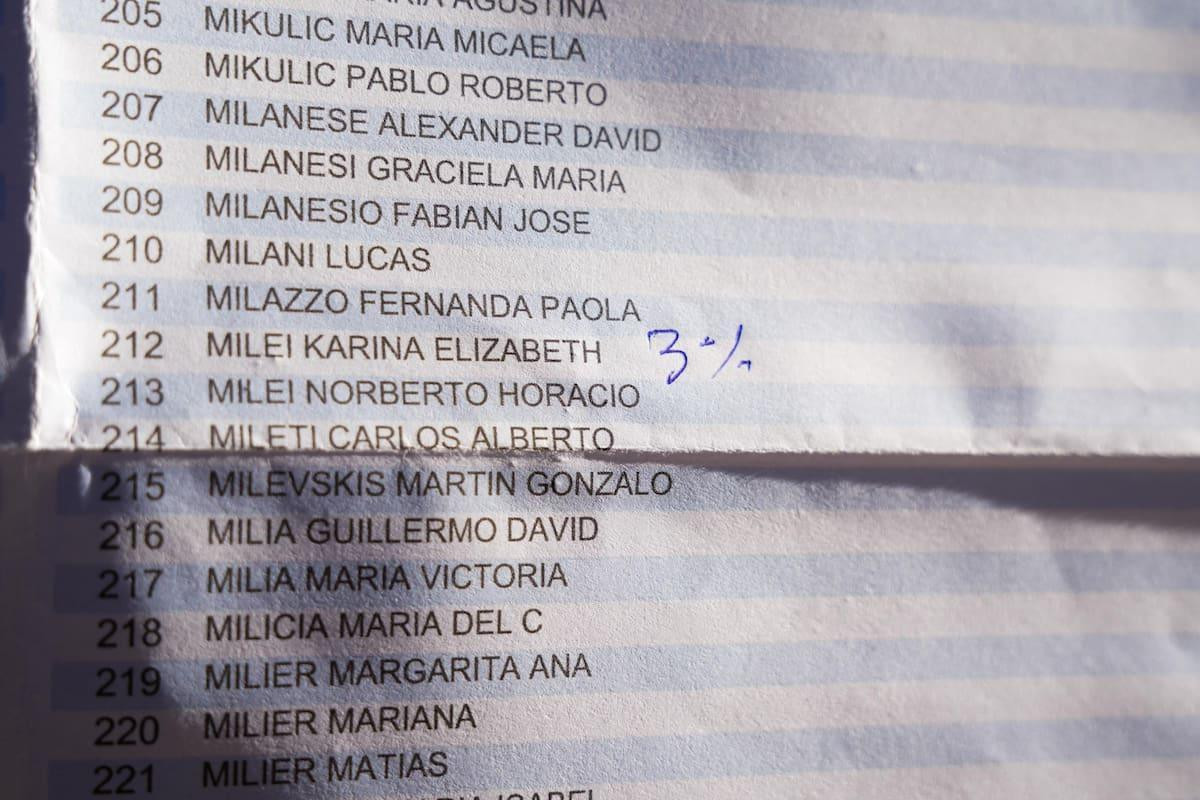 AGUSTINA
205 MIKULIC MARIA MICAELA
206 MIKULIC PABLO ROBERTO
207 MILANESE ALEXANDER DAVID
208 MILANESI GRACIELA MARIA
209 MILANESIO FABIAN JOSE
210 MILANI LUCAS
211 MILAZZO FERNANDA PAOLA
212 MILEI KARINA ELIZABETH 3%
213 MILEI NORBERTO HORACIO
214 MILETI CARLOS ALBERTO
215 MILEVSKIS MARTIN GONZALO
216 MILIA GUILLERMO DAVID
217 MILIA MARIA VICTORIA
218 MILICIA MARIA DEL C
219 MILIER MARGARITA ANA
220 MILIER MARIANA
221 MILIER MATIAS
ISABEL